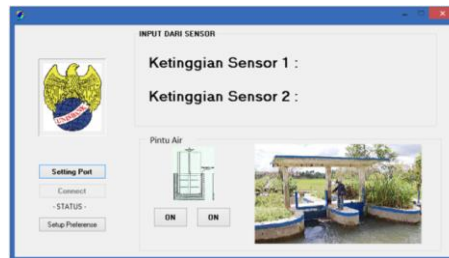 INPUT DARI SENSOR
Ketinggian Sensor 1 :
Ketinggian Sensor 2 :
Setting Port
Connect
- STATUS -
Setup Preference
Pintu Air
ON ON